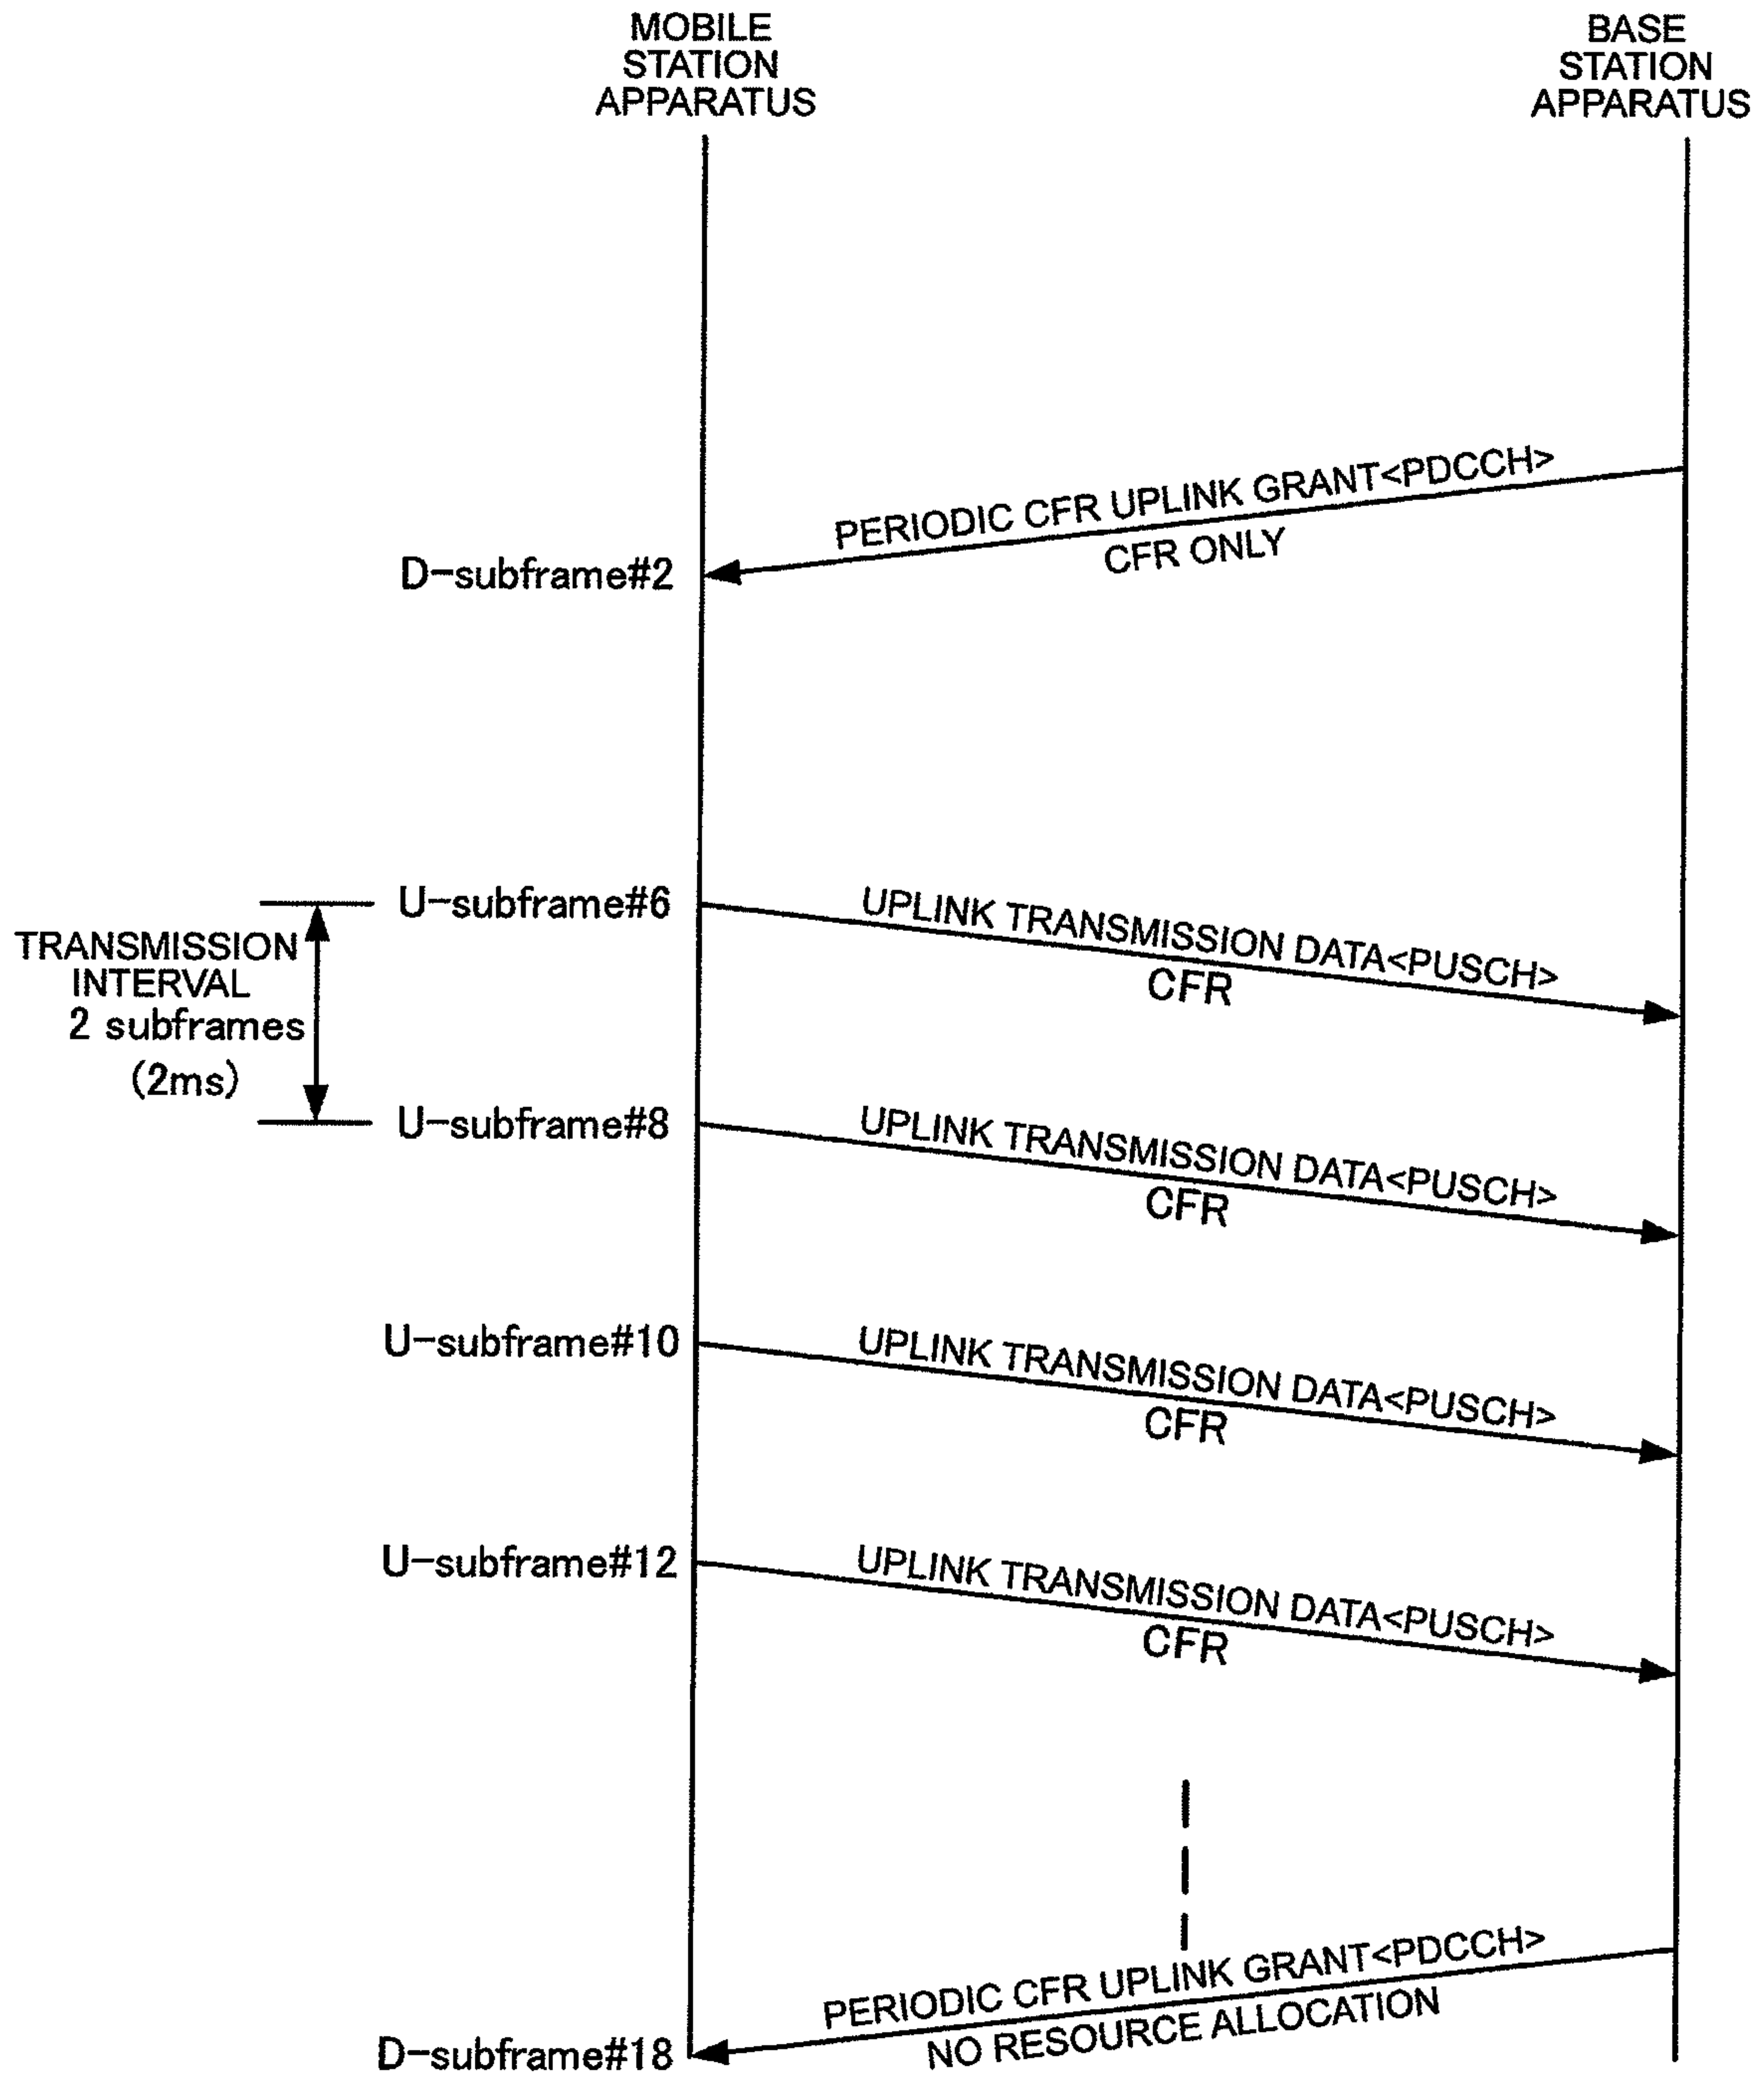 MOBILE
STATION
APPARATUS
BASE
STATION
APPARATUS
PERIODIC CFR UPLINK GRANT<PDCCH>
CFR ONLY
D-subframe#2
U-subframe#6
UPLINK TRANSMISSION DATA<PUSCH>
CFR
TRANSMISSION
INTERVAL
2 subframes
(2ms)
U-subframe#8
UPLINK TRANSMISSION DATA<PUSCH>
CFR
U-subframe#10
UPLINK TRANSMISSION DATA<PUSCH>
CFR
U-subframe#12
UPLINK TRANSMISSION DATA<PUSCH>
CFR
PERIODIC CFR UPLINK GRANT<PDCCH>
NO RESOURCE ALLOCATION
D-subframe#18